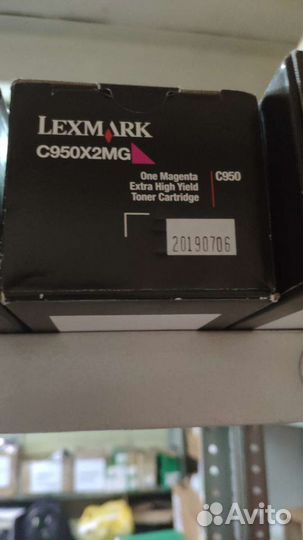 LEXMARK
C950X2MG
One Magenta
Extra High Yield
Toner Cartridge
C950
20190706
Avito